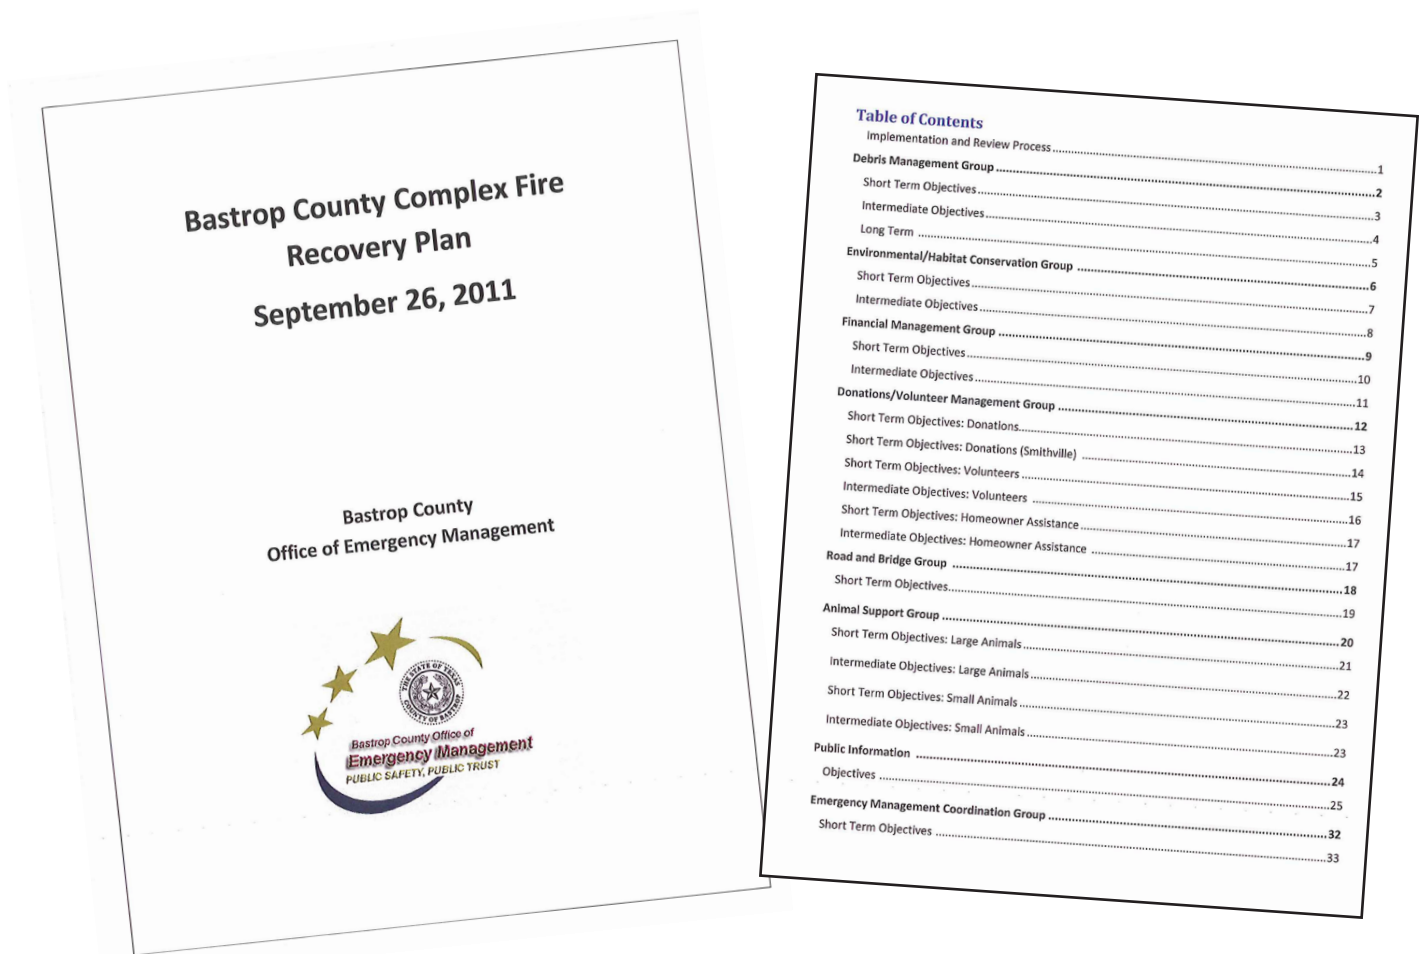 Bastrop County Complex Fire
Recovery Plan
September 26, 2011
Bastrop County
Office of Emergency Management
THE STATE OF TEXAS
COUNTY OF BASTROP
Bastrop County Office of
Emergency Management
PUBLIC SAFETY, PUBLIC TRUST
Table of Contents
Implementation and Review Process ........................................ 1
Debris Management Group ........................................ 2
Short Term Objectives ........................................ 3
Intermediate Objectives ........................................ 4
Long Term ........................................ 5
Environmental/Habitat Conservation Group ........................................ 6
Short Term Objectives ........................................ 7
Intermediate Objectives ........................................ 8
Financial Management Group ........................................ 9
Short Term Objectives ........................................ 10
Intermediate Objectives ........................................ 11
Donations/Volunteer Management Group ........................................ 12
Short Term Objectives: Donations ........................................ 13
Short Term Objectives: Donations (Smithville) ........................................ 14
Short Term Objectives: Volunteers ........................................ 15
Intermediate Objectives: Volunteers ........................................ 16
Short Term Objectives: Homeowner Assistance ........................................ 17
Intermediate Objectives: Homeowner Assistance ........................................ 17
Road and Bridge Group ........................................ 18
Short Term Objectives ........................................ 19
Animal Support Group ........................................ 20
Short Term Objectives: Large Animals ........................................ 21
Intermediate Objectives: Large Animals ........................................ 22
Short Term Objectives: Small Animals ........................................ 23
Intermediate Objectives: Small Animals ........................................ 23
Public Information ........................................ 24
Objectives ........................................ 25
Emergency Management Coordination Group ........................................ 32
Short Term Objectives ........................................ 33